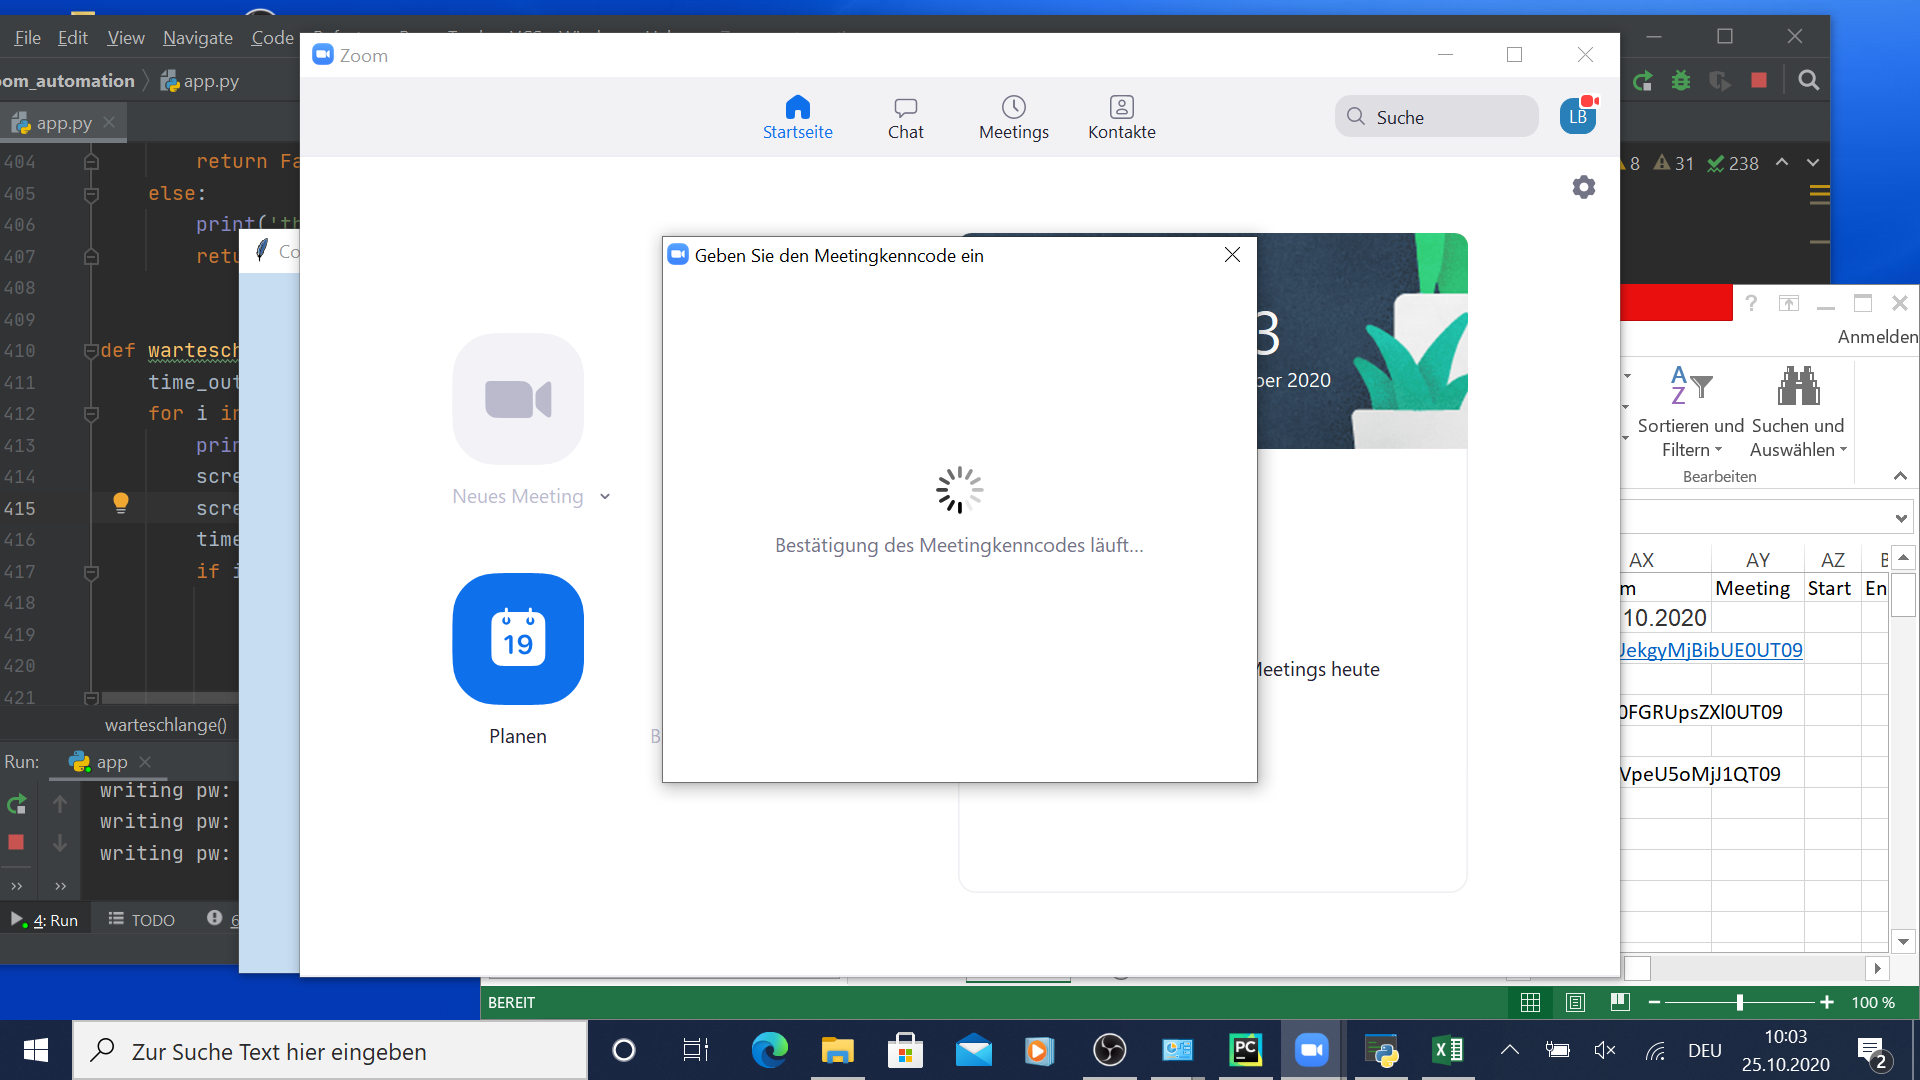 File Edit View Navigate Code
Zoom
om_automation app.py
Startseite Chat Meetings Kontakte
Suche
LB
app.py
8 31 238
404 return Fa
405 else:
406 print('th
407 retu
408
409
410 def wartesch
411 time_out
412 for i in
413 prin
414 scre
415 scre
416 time
417 if i
418
419
420
421
warteschlange()
Co
Geben Sie den Meetingkenncode ein
Bestätigung des Meetingkenncodes läuft...
3
ber 2020
Neues Meeting
19
Planen
B
Meetings heute
?
Anmelden
A
Z
Sortieren und
Filtern
Suchen und
Auswählen
Bearbeiten
AX AY AZ B
m Meeting Start En
10.2020
JekgyMjBibUE0UT09
0FGRUpsZXl0UT09
VpeU5oMjJ1QT09
Run: app
writing pw:
writing pw:
writing pw:
4: Run TODO 6
BEREIT
100 %
Zur Suche Text hier eingeben
PC
DEU
10:03
25.10.2020
2